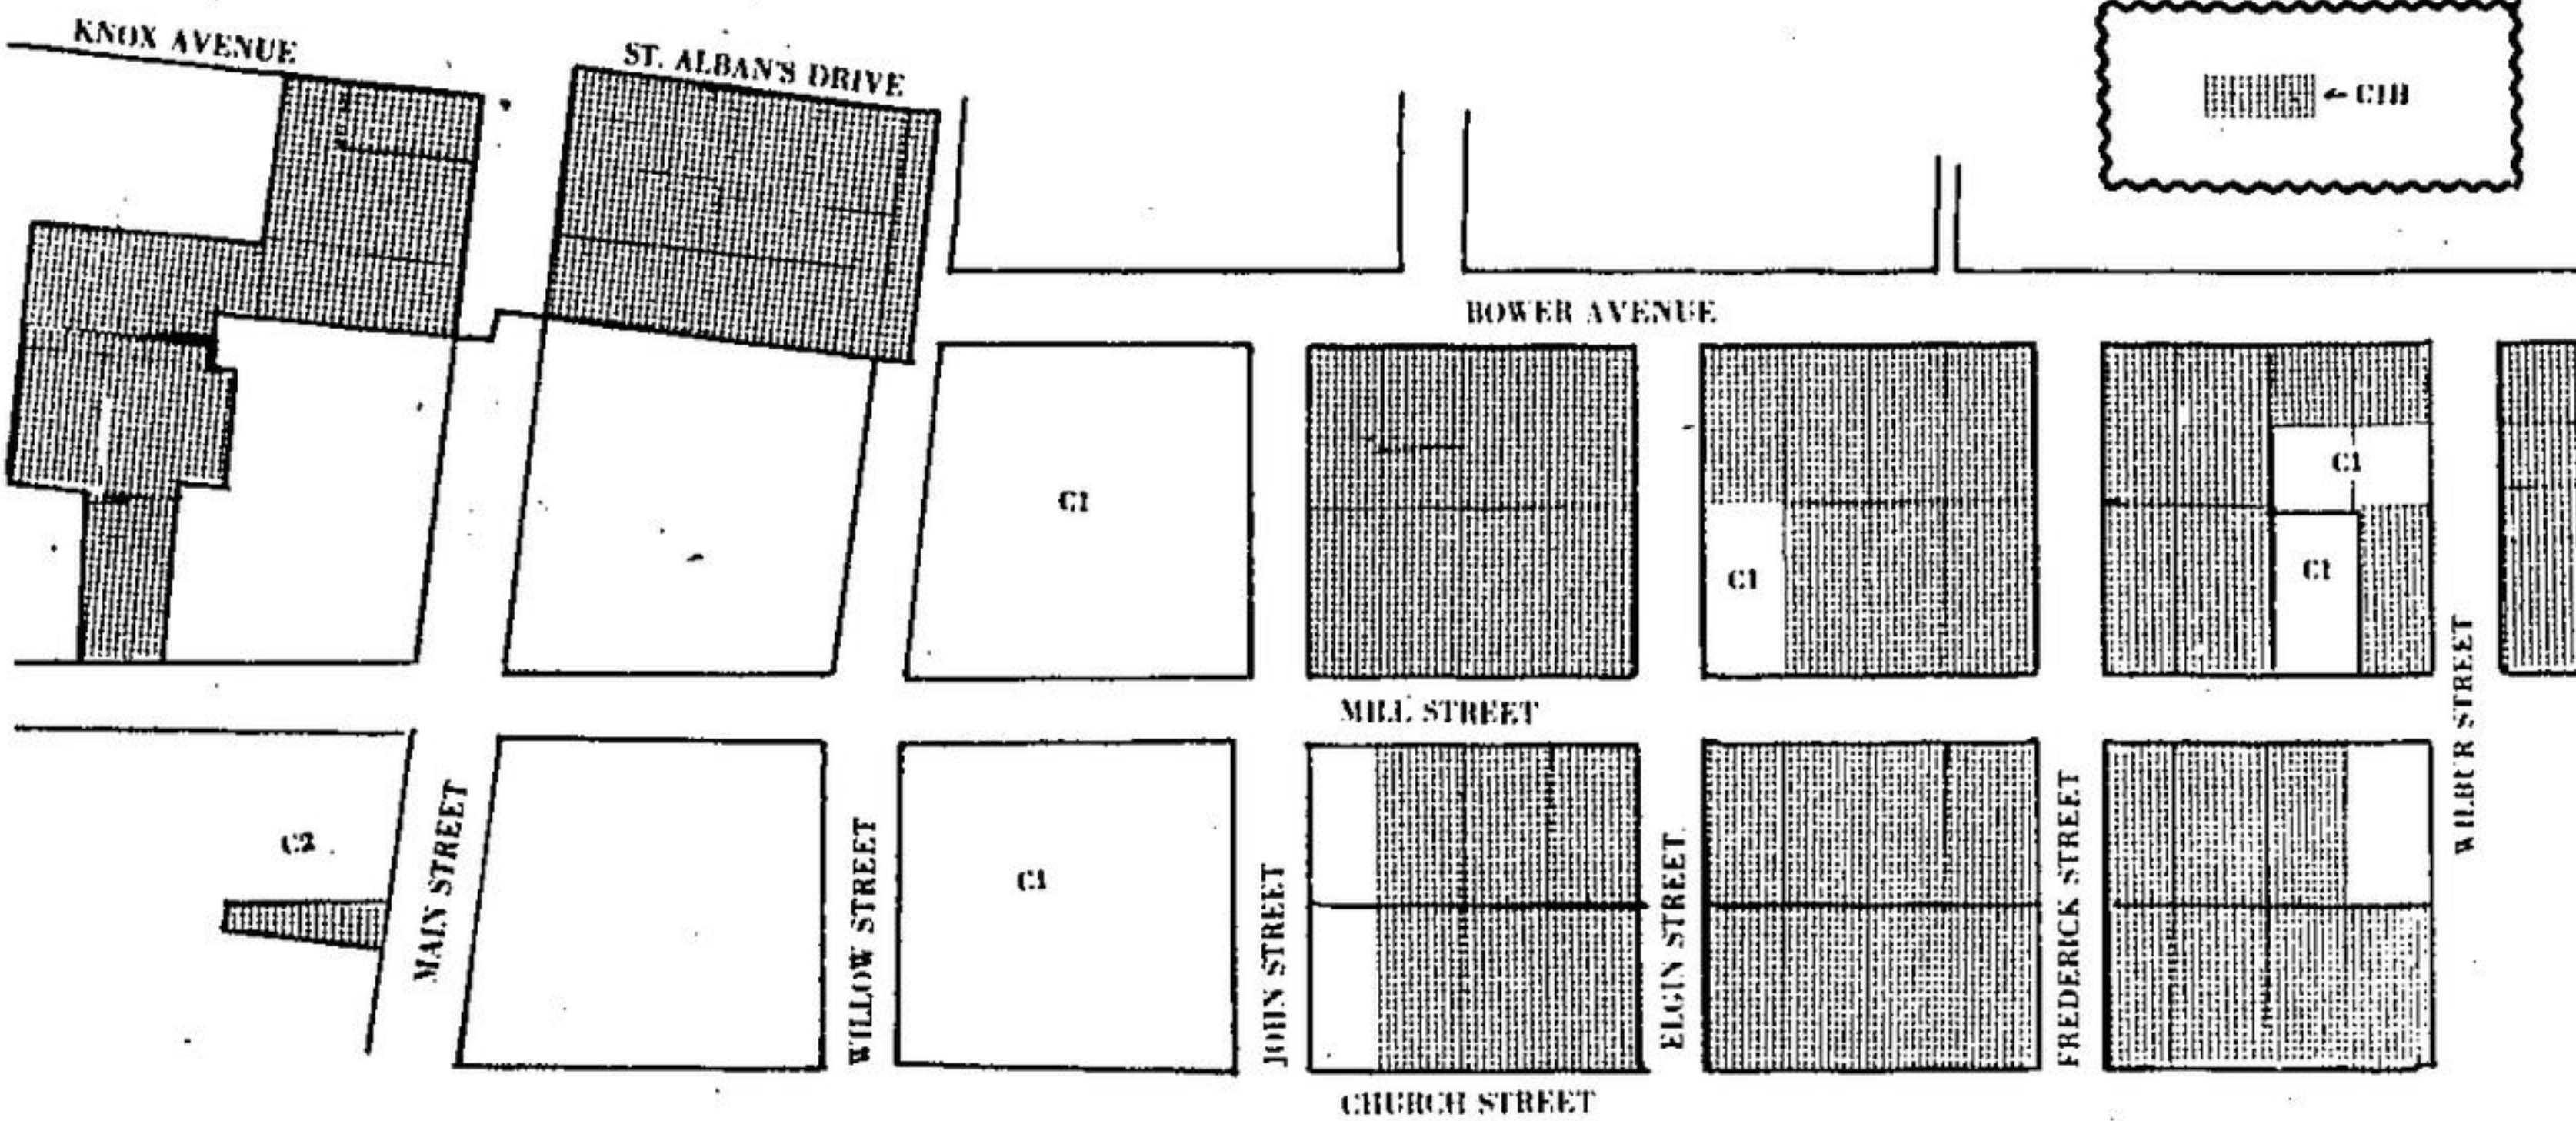 KNOX AVENUE
ST. ALBAN'S DRIVE
← C1H
BOWER AVENUE
C1
C1
C1
C1
MILL STREET
WILBUR STREET
C2
MAIN STREET
WILLOW STREET
C1
JOHN STREET
ELGIN STREET
FREDERICK STREET
CHURCH STREET